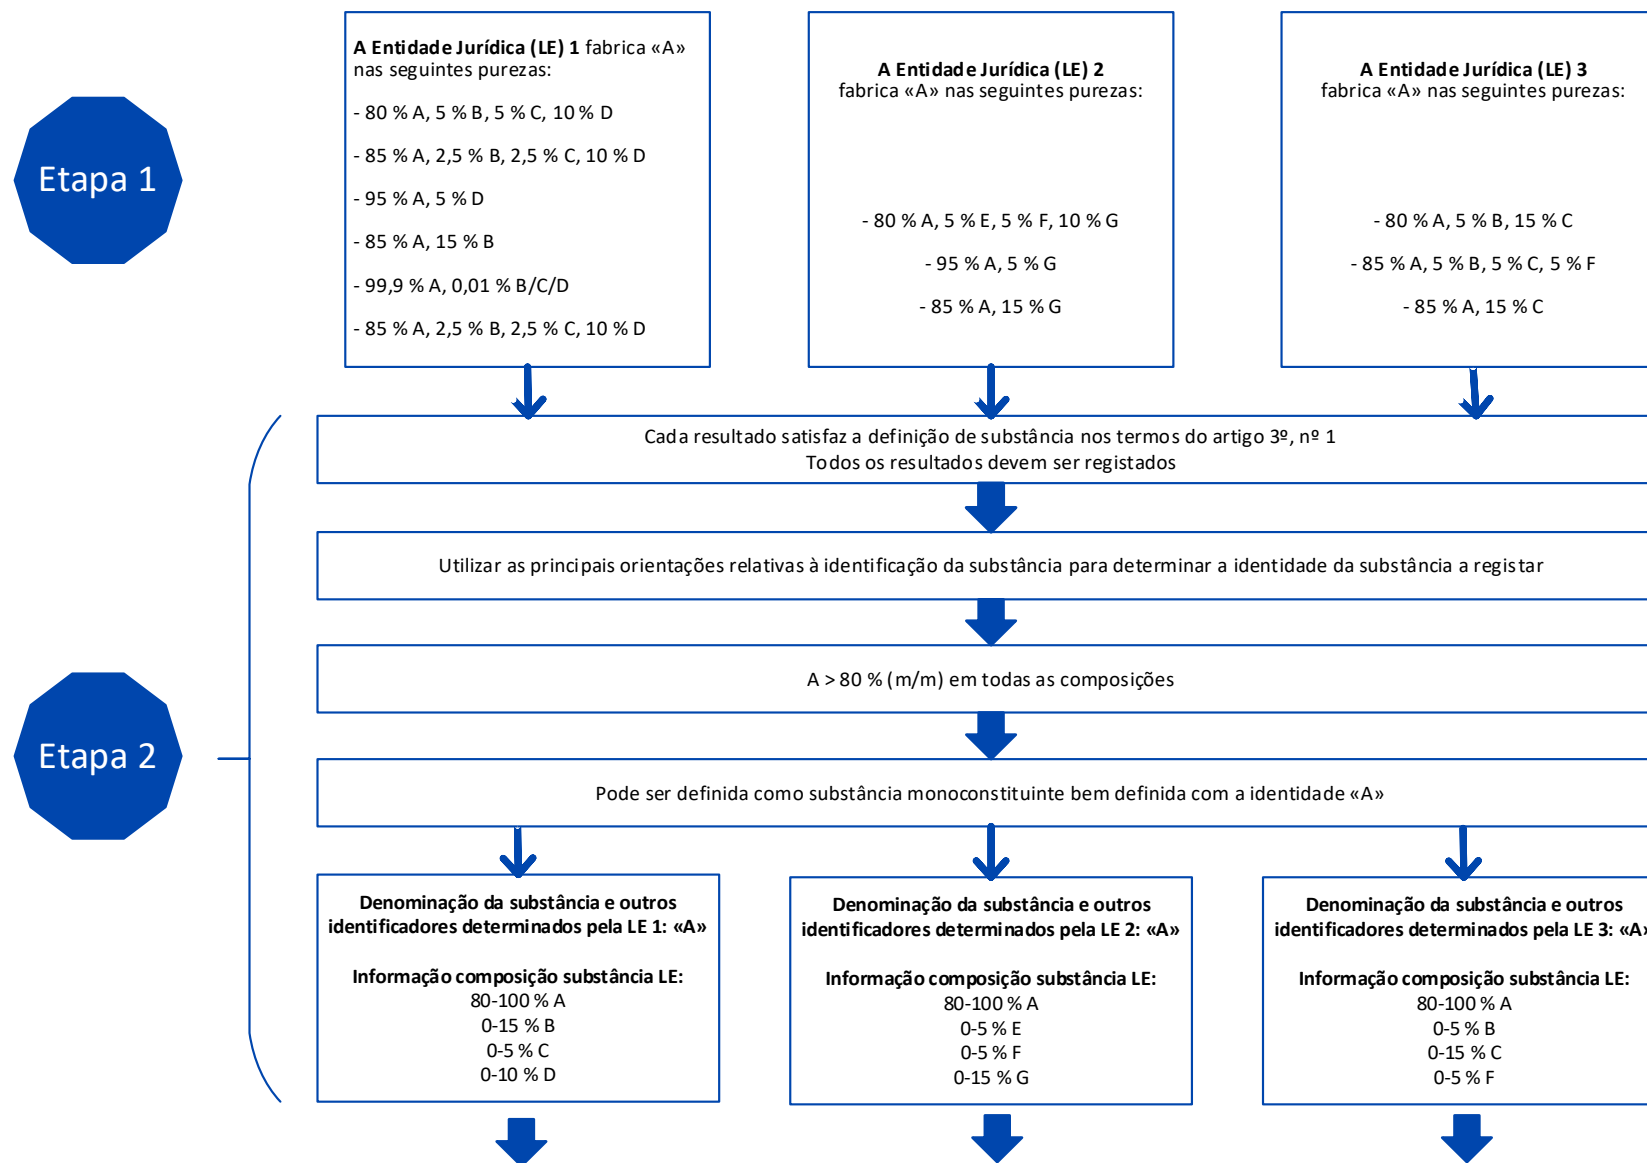 Etapa 1
A Entidade Jurídica (LE) 1 fabrica «A»
nas seguintes purezas:
- 80 % A, 5 % B, 5 % C, 10 % D
- 85 % A, 2,5 % B, 2,5 % C, 10 % D
- 95 % A, 5 % D
- 85 % A, 15 % B
- 99,9 % A, 0,01 % B/C/D
- 85 % A, 2,5 % B, 2,5 % C, 10 % D
A Entidade Jurídica (LE) 2
fabrica «A» nas seguintes purezas:
- 80 % A, 5 % E, 5 % F, 10 % G
- 95 % A, 5 % G
- 85 % A, 15 % G
A Entidade Jurídica (LE) 3
fabrica «A» nas seguintes purezas:
- 80 % A, 5 % B, 15 % C
- 85 % A, 5 % B, 5 % C, 5 % F
- 85 % A, 15 % C
Etapa 2
Cada resultado satisfaz a definição de substância nos termos do artigo 3º, nº 1
Todos os resultados devem ser registados
Utilizar as principais orientações relativas à identificação da substância para determinar a identidade da substância a registar
A > 80 % (m/m) em todas as composições
Pode ser definida como substância monoconstituinte bem definida com a identidade «A»
Denominação da substância e outros
identificadores determinados pela LE 1: «A»
Informação composição substância LE:
80-100 % A
0-15 % B
0-5 % C
0-10 % D
Denominação da substância e outros
identificadores determinados pela LE 2: «A»
Informação composição substância LE:
80-100 % A
0-5 % E
0-5 % F
0-15 % G
Denominação da substância e outros
identificadores determinados pela LE 3: «A»
Informação composição substância LE:
80-100 % A
0-5 % B
0-15 % C
0-5 % F